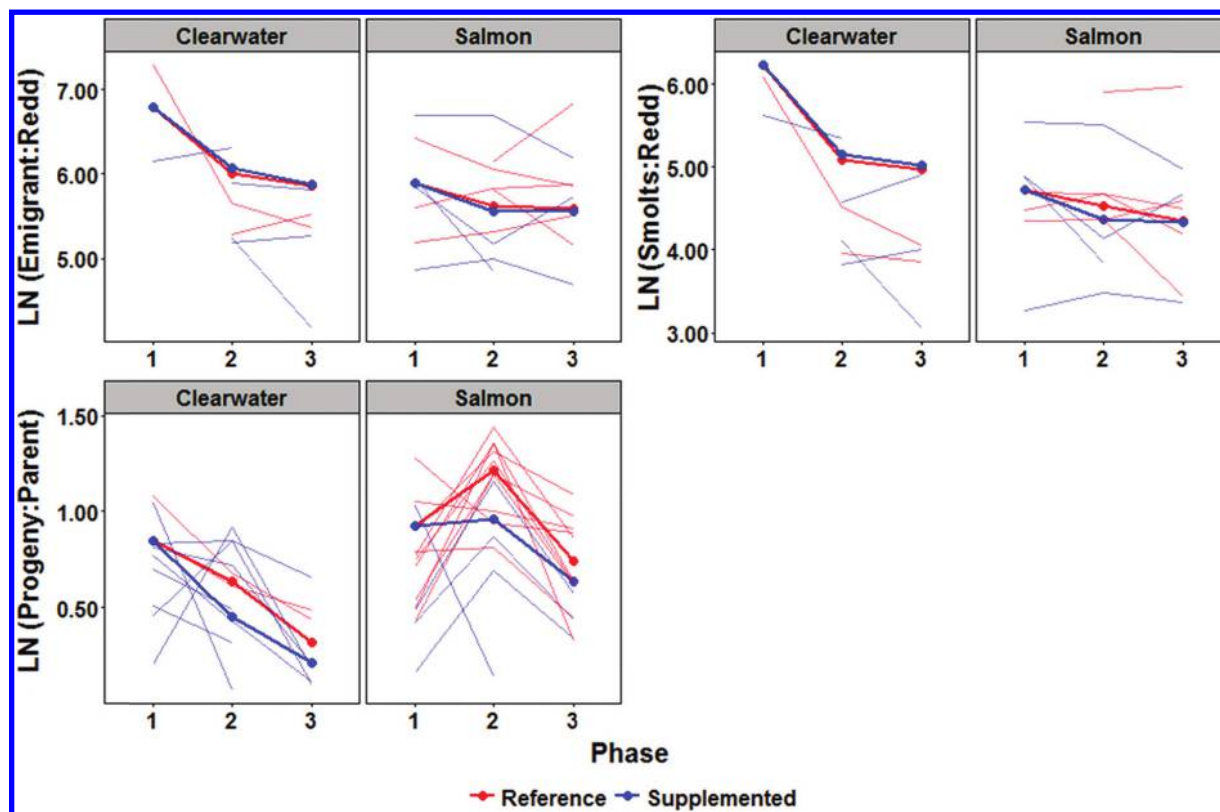 Clearwater
Salmon
LN (Emigrant:Redd)
7.00
6.00
5.00
1 2 3
1 2 3
Clearwater
Salmon
LN (Smolts:Redd)
6.00
5.00
4.00
3.00
1 2 3
1 2 3
Clearwater
Salmon
LN (Progeny:Parent)
1.50
1.00
0.50
1 2 3
1 2 3
Phase
Reference Supplemented